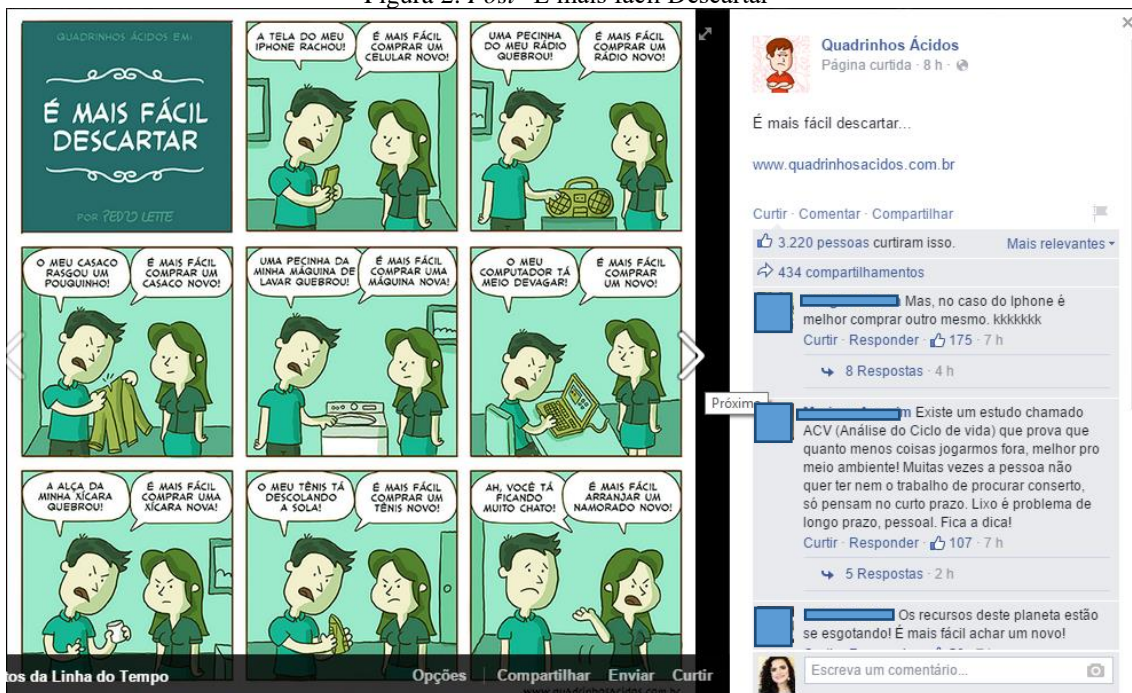 Figura 2. Post "É mais fácil Descartar"
QUADRINHOS ÁCIDOS EM:
É MAIS FÁCIL
DESCARTAR
POR PEDRO LEITE
A TELA DO MEU
IPHONE RACHOU!
É MAIS FÁCIL
COMPRAR UM
CELULAR NOVO!
UMA PECINHA
DO MEU RÁDIO
QUEBROU!
É MAIS FÁCIL
COMPRAR UM
RÁDIO NOVO!
O MEU CASACO
RASGOU UM
POUQUINHO!
É MAIS FÁCIL
COMPRAR UM
CASACO NOVO!
UMA PECINHA DA
MINHA MÁQUINA DE
LAVAR QUEBROU!
É MAIS FÁCIL
COMPRAR UMA
MÁQUINA NOVA!
O MEU
COMPUTADOR TÁ
MEIO DEVAGAR!
É MAIS FÁCIL
COMPRAR
UM NOVO!
A ALÇA DA
MINHA XÍCARA
QUEBROU!
É MAIS FÁCIL
COMPRAR UMA
XÍCARA NOVA!
O MEU TÊNIS TÁ
DESCOLANDO
A SOLA!
É MAIS FÁCIL
COMPRAR UM
TÊNIS NOVO!
AH, VOCÊ TÁ
FICANDO
MUITO CHATO!
É MAIS FÁCIL
ARRANJAR UM
NAMORADO NOVO!
tos da Linha do Tempo
Opções Compartilhar Enviar Curtir
www.quadrinhosacidos.com.br
Próximo
Quadrinhos Ácidos
Página curtida · 8 h ·
É mais fácil descartar...
www.quadrinhosacidos.com.br
Curtir · Comentar · Compartilhar
3.220 pessoas curtiram isso. Mais relevantes
434 compartilhamentos
Mas, no caso do Iphone é
melhor comprar outro mesmo. kkkkkkk
Curtir · Responder · 175 · 7 h
8 Respostas · 4 h
Existe um estudo chamado
ACV (Análise do Ciclo de vida) que prova que
quanto menos coisas jogarmos fora, melhor pro
meio ambiente! Muitas vezes a pessoa não
quer ter nem o trabalho de procurar conserto,
só pensam no curto prazo. Lixo é problema de
longo prazo, pessoal. Fica a dica!
Curtir · Responder · 107 · 7 h
5 Respostas · 2 h
Os recursos deste planeta estão
se esgotando! É mais fácil achar um novo!
Escreva um comentário...